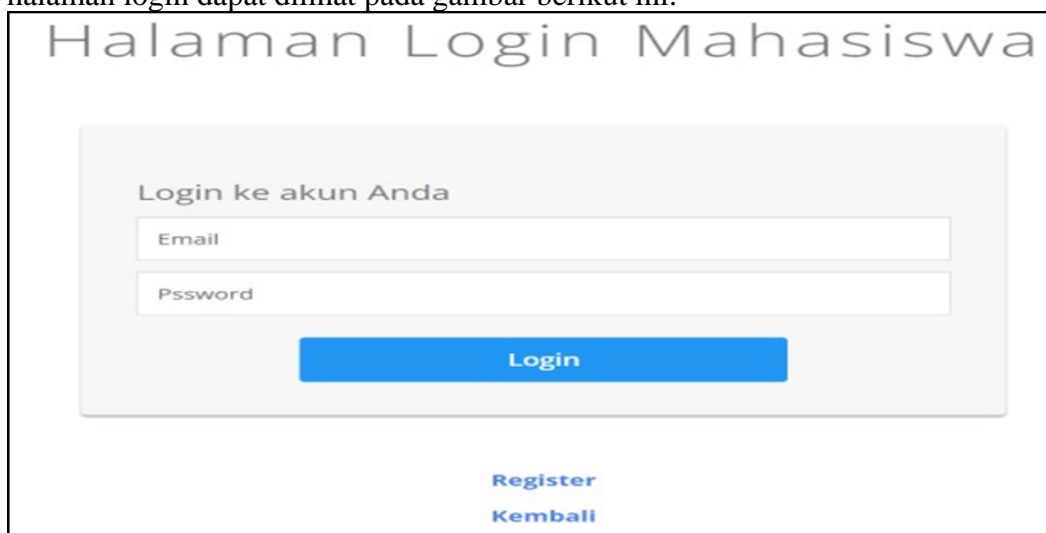 halaman login dapat dilihat pada gambar berikut ini.
Halaman Login Mahasiswa
Login ke akun Anda
Email
Pssword
Login
Register
Kembali